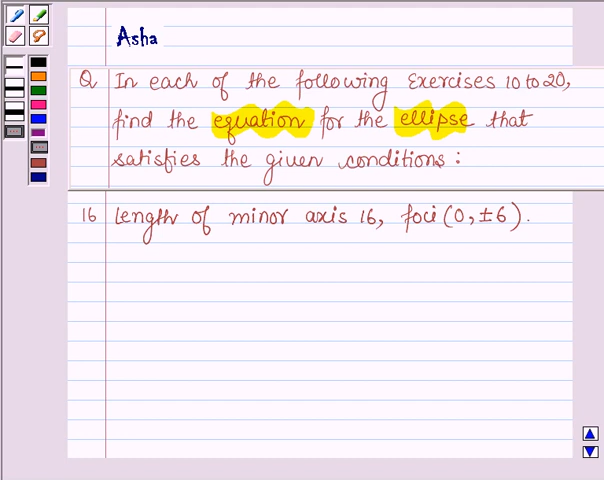 Asha
Q In each of the following Exercises 10 to 20,
find the equation for the ellipse that
satisfies the given conditions :
16 Length of minor axis 16, foci (0, ±6).